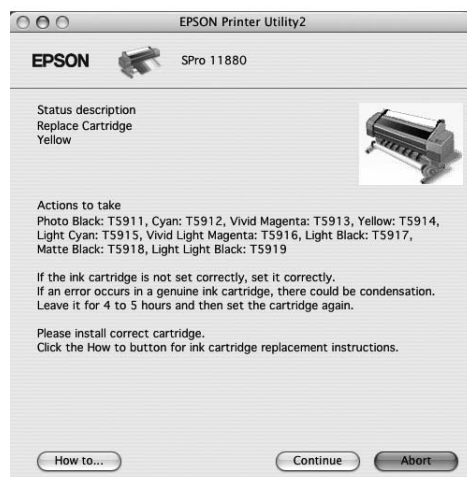 EPSON Printer Utility2
EPSON
SPro 11880
Status description
Replace Cartridge
Yellow
Actions to take
Photo Black: T5911, Cyan: T5912, Vivid Magenta: T5913, Yellow: T5914,
Light Cyan: T5915, Vivid Light Magenta: T5916, Light Black: T5917,
Matte Black: T5918, Light Light Black: T5919
If the ink cartridge is not set correctly, set it correctly.
If an error occurs in a genuine ink cartridge, there could be condensation.
Leave it for 4 to 5 hours and then set the cartridge again.
Please install correct cartridge.
Click the How to button for ink cartridge replacement instructions.
How to...
Continue
Abort